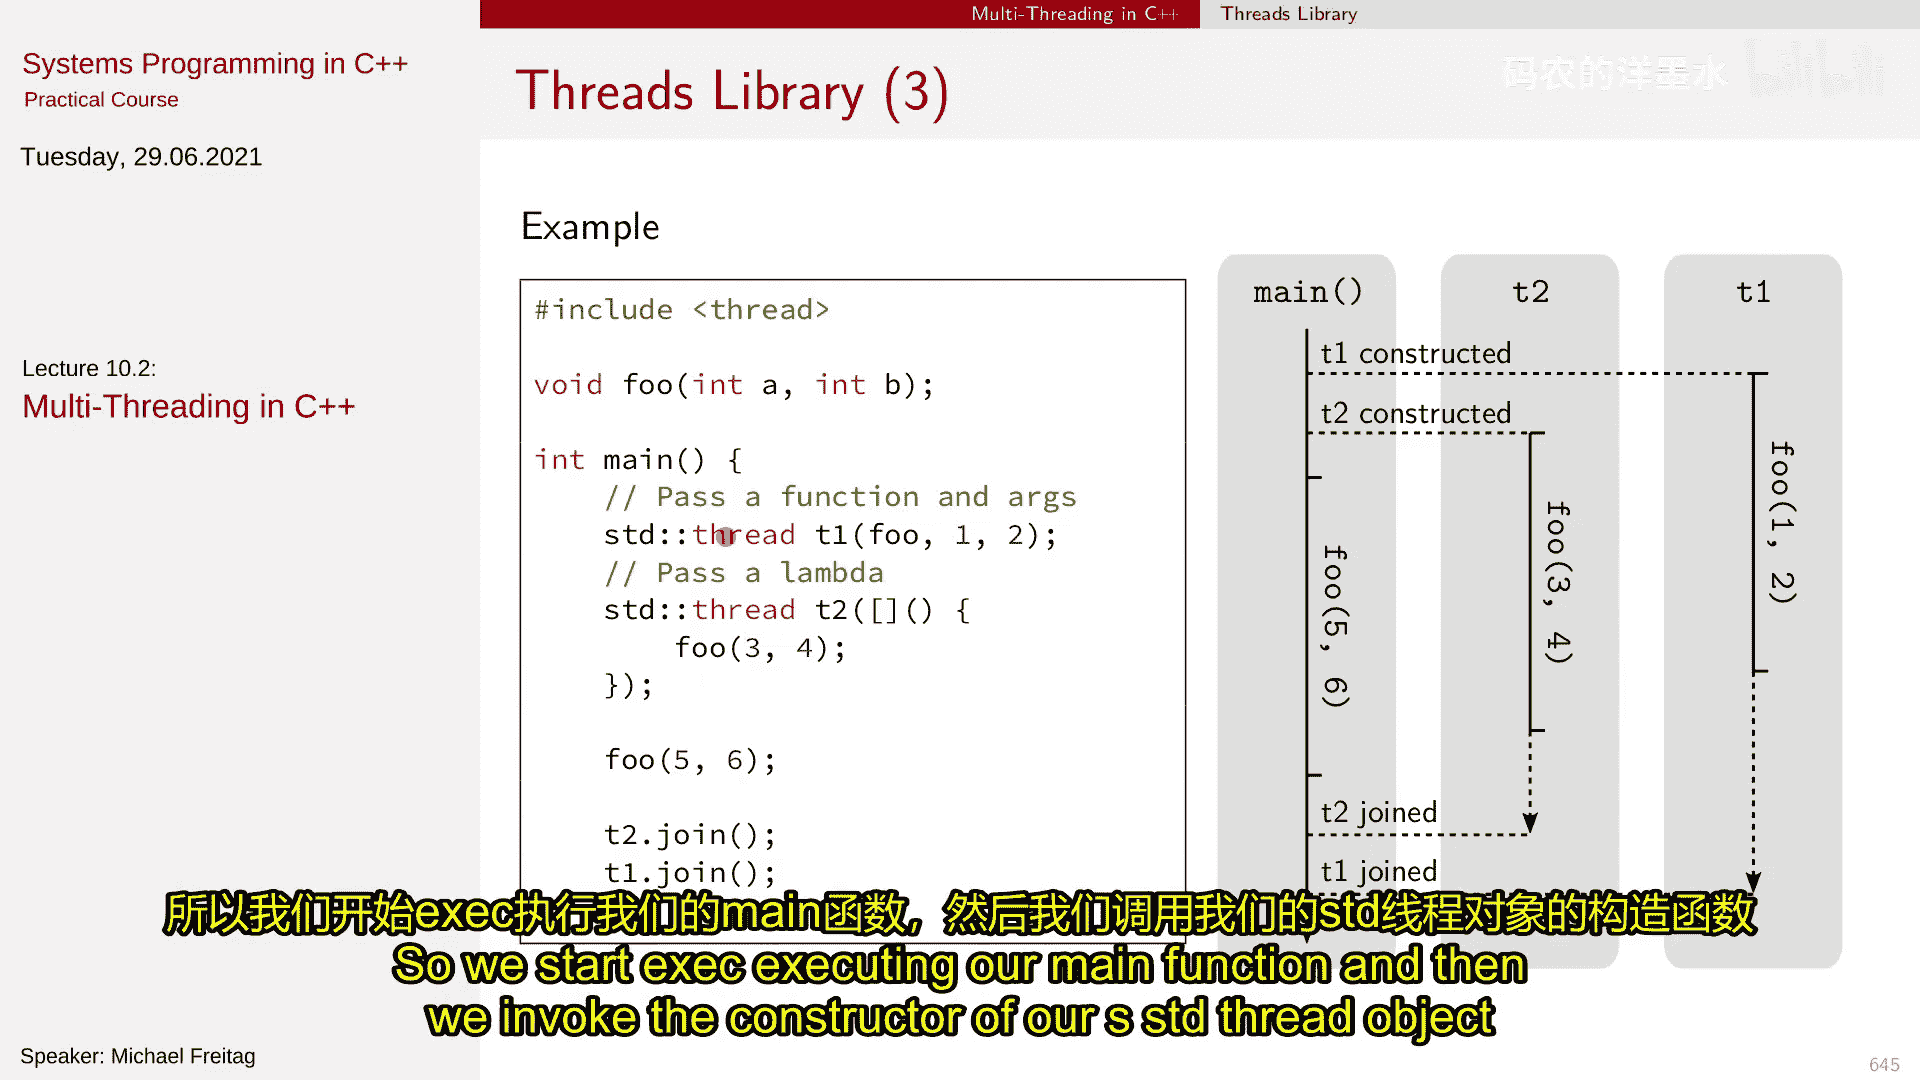 Multi-Threading in C++ Threads Library
Systems Programming in C++
Practical Course
Tuesday, 29.06.2021
Lecture 10.2:
Multi-Threading in C++
Threads Library (3)
码农的洋墨水 bilibili
Example
#include <thread>
void foo(int a, int b);
int main() {
// Pass a function and args
std::thread t1(foo, 1, 2);
// Pass a lambda
std::thread t2([]() {
foo(3, 4);
});
foo(5, 6);
t2.join();
t1.join();
main()
t2
t1
t1 constructed
t2 constructed
foo(5, 6)
foo(3, 4)
foo(1, 2)
t2 joined
t1 joined
所以我们开始exec执行我们的main函数，然后我们调用我们的std线程对象的构造函数
So we start exec executing our main function and then
we invoke the constructor of our s std thread object
Speaker: Michael Freitag
645